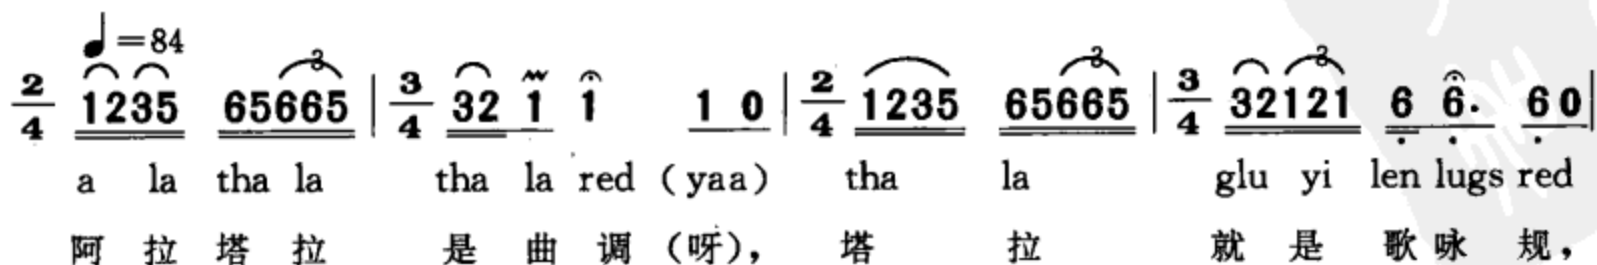 ♩=84
2/4 1235 65665 | 3/4 32 1 1 1 0 | 2/4 1235 65665 | 3/4 32121 6 6. 60 |
a la tha la tha la red (yaa) tha la glu yi len lugs red
阿 拉 塔 拉 是 曲 调 (呀), 塔 拉 就 是 歌 咏 规,